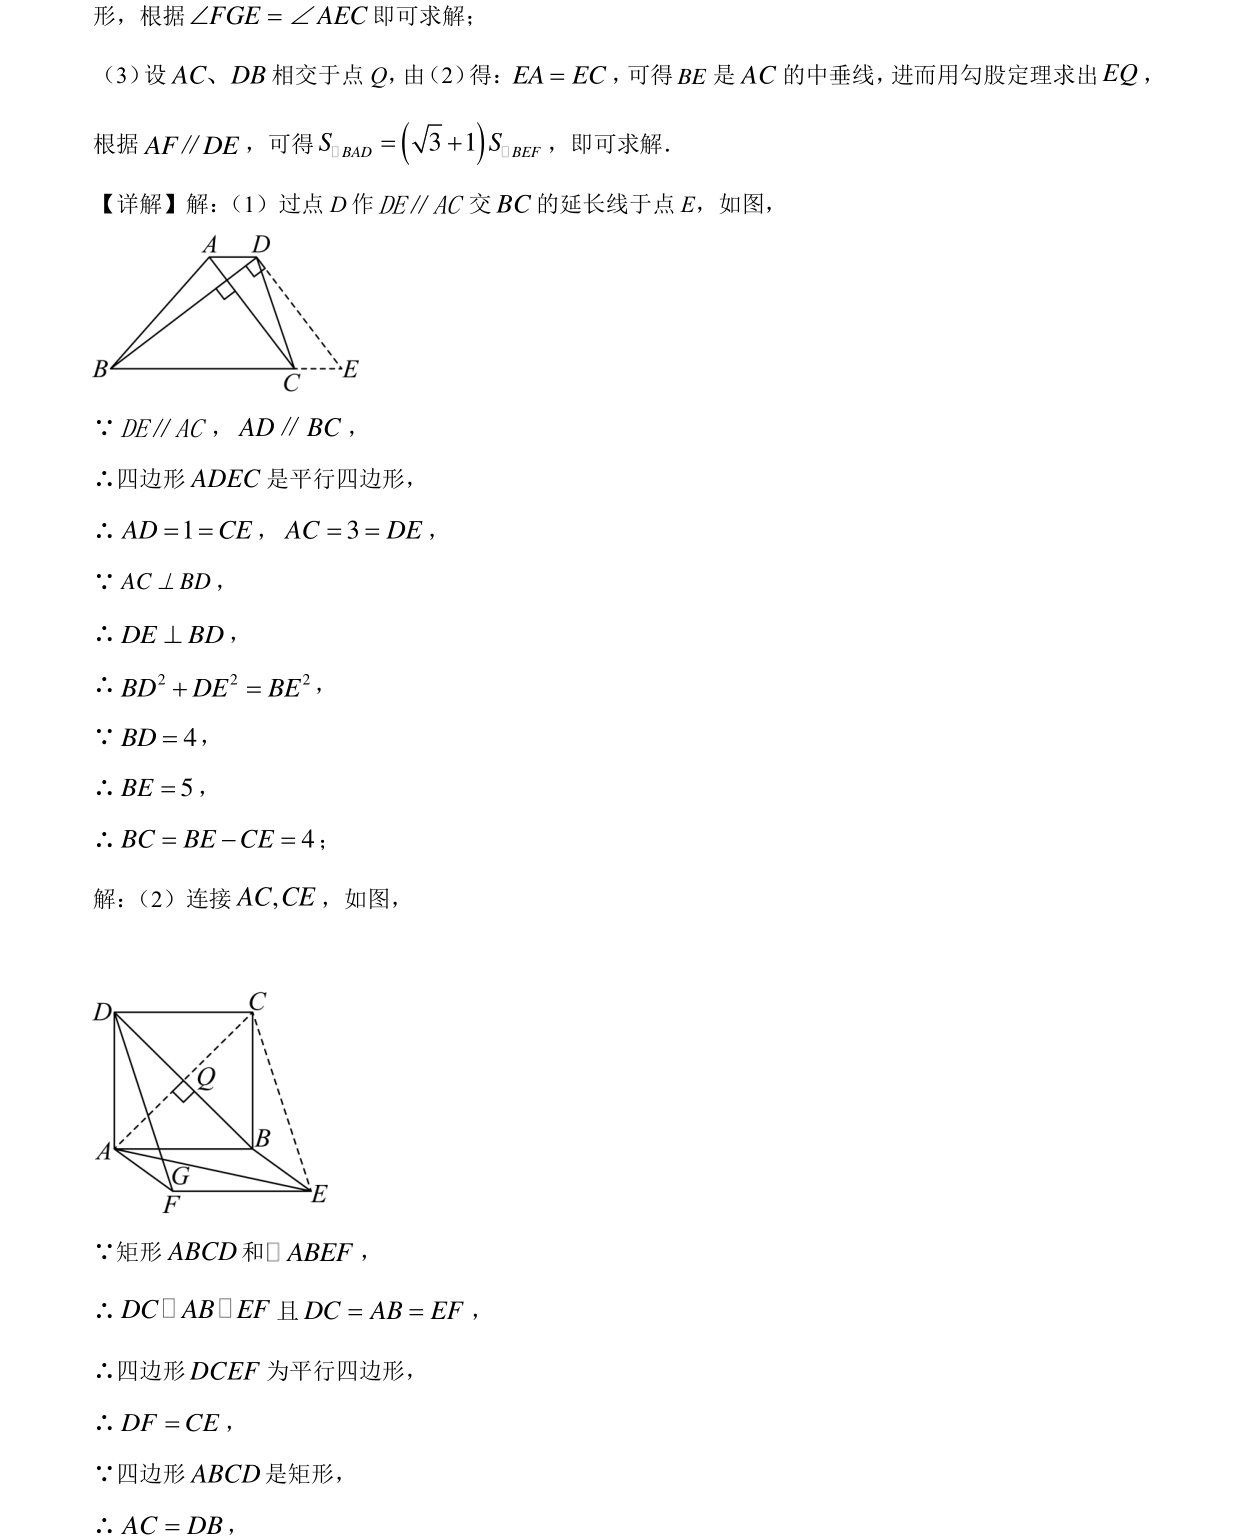 形，根据∠FGE = ∠AEC即可求解；
（3）设AC、DB相交于点Q，由（2）得：EA = EC，可得BE是AC的中垂线，进而用勾股定理求出EQ，
根据AF∥DE，可得S□BAD = (√3+1)S□BEF，即可求解．
【详解】解：（1）过点D作DE∥AC交BC的延长线于点E，如图，
A D
B C E
∵DE∥AC，AD∥BC，
∴四边形ADEC是平行四边形，
∴AD=1=CE，AC=3=DE，
∵AC⊥BD，
∴DE⊥BD，
∴BD²+DE²=BE²，
∵BD=4，
∴BE=5，
∴BC=BE−CE=4；
解：（2）连接AC,CE，如图，
D C
Q
A B
G
F E
∵矩形ABCD和□ABEF，
∴DC□AB□EF且DC=AB=EF，
∴四边形DCEF为平行四边形，
∴DF=CE，
∵四边形ABCD是矩形，
∴AC=DB，